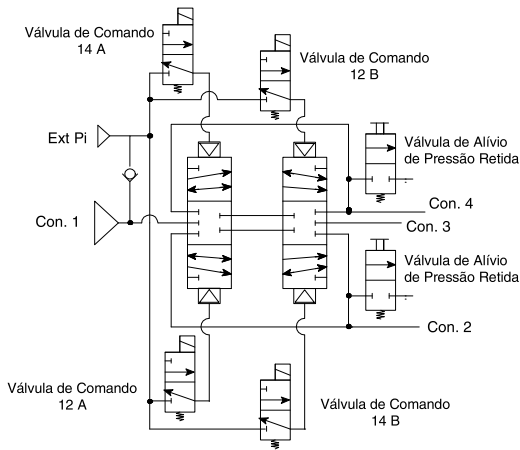 Válvula de Comando
14 A
Válvula de Comando
12 B
Ext Pi
Válvula de Alívio
de Pressão Retida
Con. 4
Con. 1
Con. 3
Válvula de Alívio
de Pressão Retida
Con. 2
Válvula de Comando
12 A
Válvula de Comando
14 B